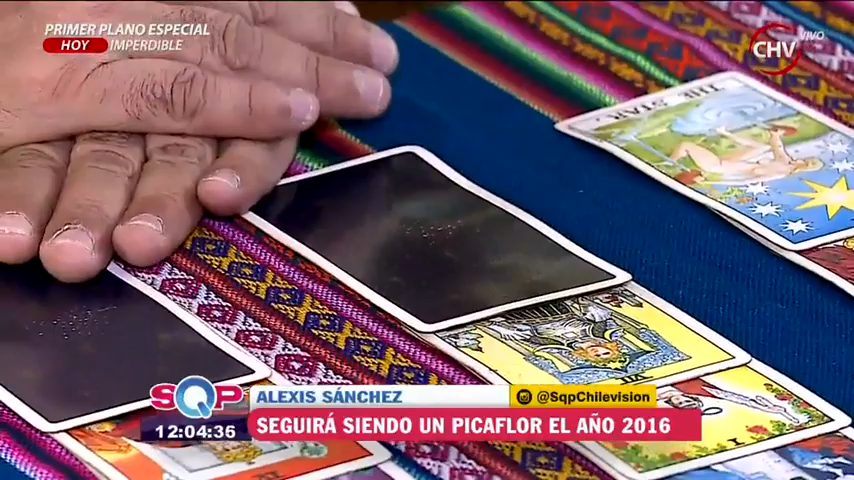 PRIMER PLANO ESPECIAL
HOY IMPERDIBLE
VIVO
CHV
THE STAR
VII
I
SQP
ALEXIS SÁNCHEZ
@SqpChilevision
12:04:36
SEGUIRÁ SIENDO UN PICAFLOR EL AÑO 2016